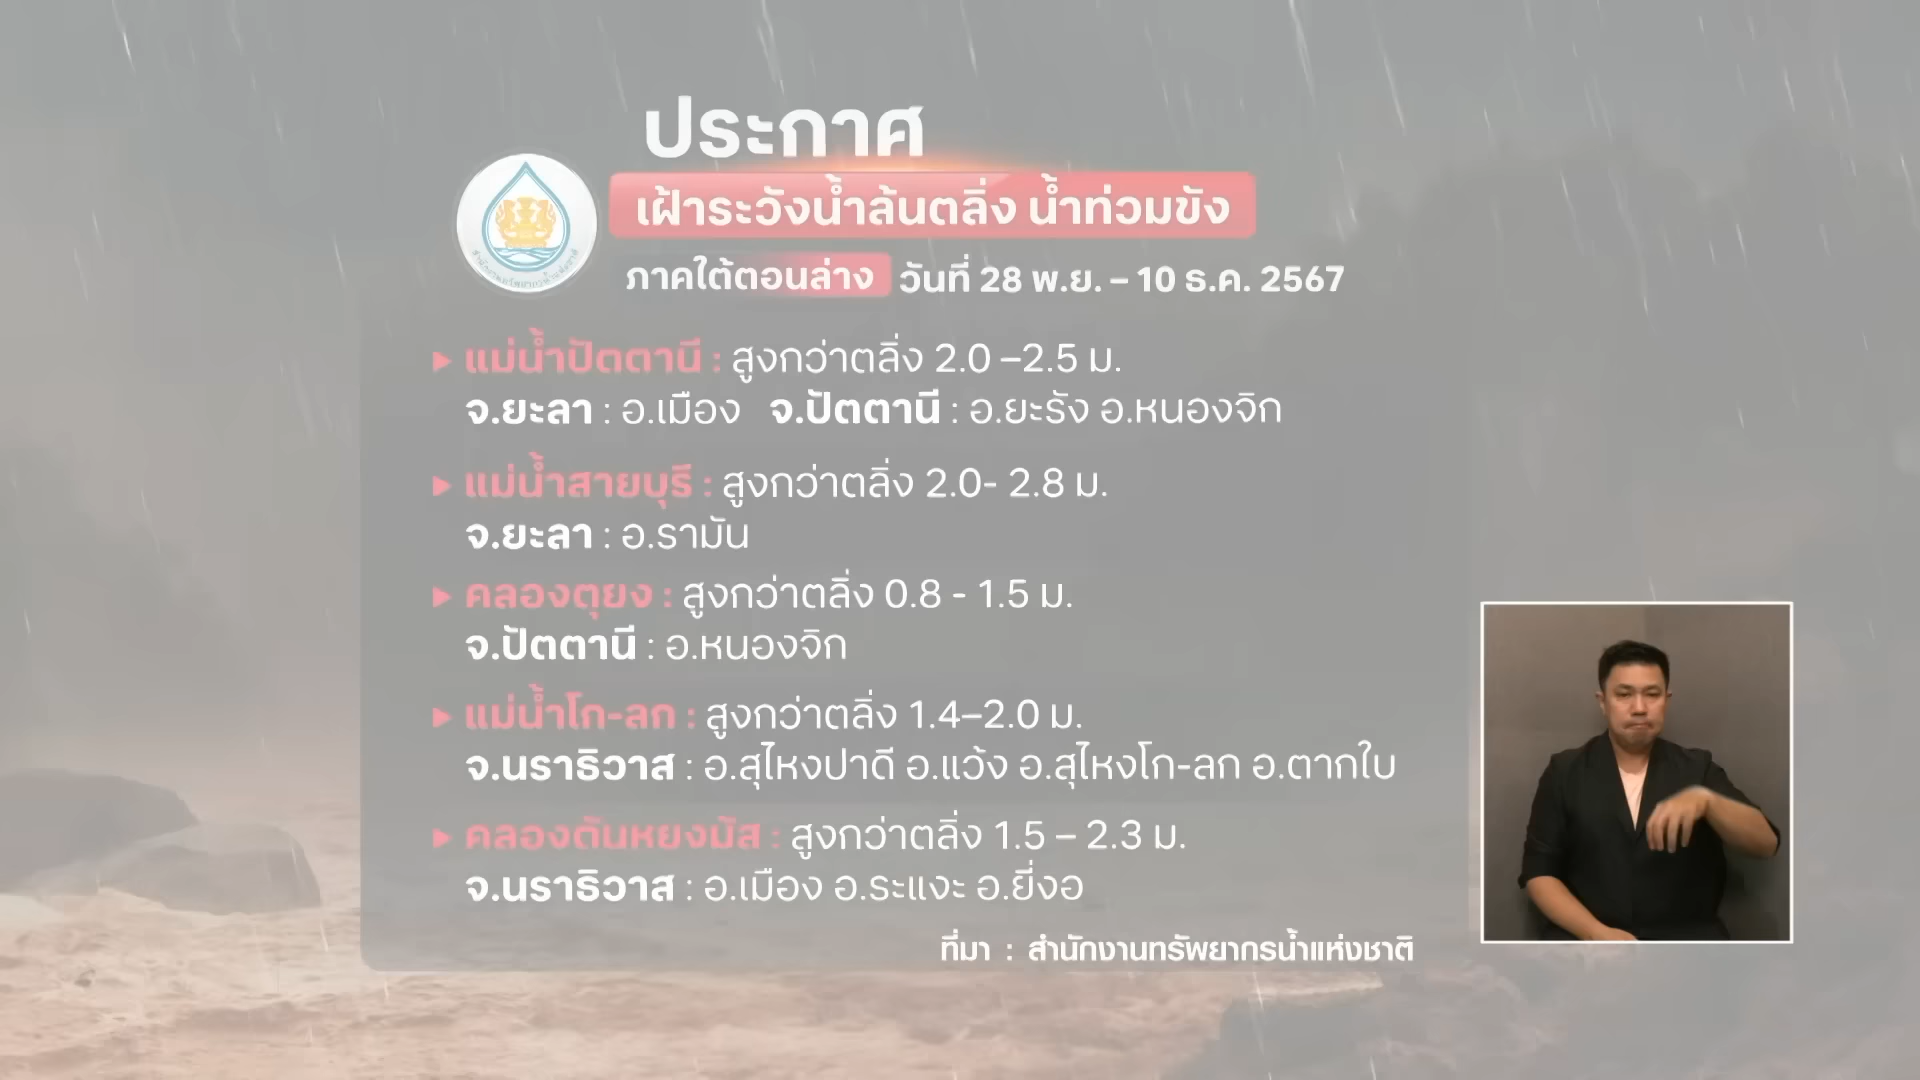 ประกาศ
เฝ้าระวังน้ำล้นตลิ่ง น้ำท่วมขัง
ภาคใต้ตอนล่าง วันที่ 28 พ.ย. – 10 ธ.ค. 2567
▸ แม่น้ำปัตตานี : สูงกว่าตลิ่ง 2.0 –2.5 ม.
จ.ยะลา : อ.เมือง จ.ปัตตานี : อ.ยะรัง อ.หนองจิก
▸ แม่น้ำสายบุรี : สูงกว่าตลิ่ง 2.0- 2.8 ม.
จ.ยะลา : อ.รามัน
▸ คลองตุยง : สูงกว่าตลิ่ง 0.8 - 1.5 ม.
จ.ปัตตานี : อ.หนองจิก
▸ แม่น้ำโก-ลก : สูงกว่าตลิ่ง 1.4–2.0 ม.
จ.นราธิวาส : อ.สุไหงปาดี อ.แว้ง อ.สุไหงโก-ลก อ.ตากใบ
▸ คลองตันหยงมัส : สูงกว่าตลิ่ง 1.5 – 2.3 ม.
จ.นราธิวาส : อ.เมือง อ.ระแงะ อ.ยี่งอ
ที่มา : สำนักงานทรัพยากรน้ำแห่งชาติ